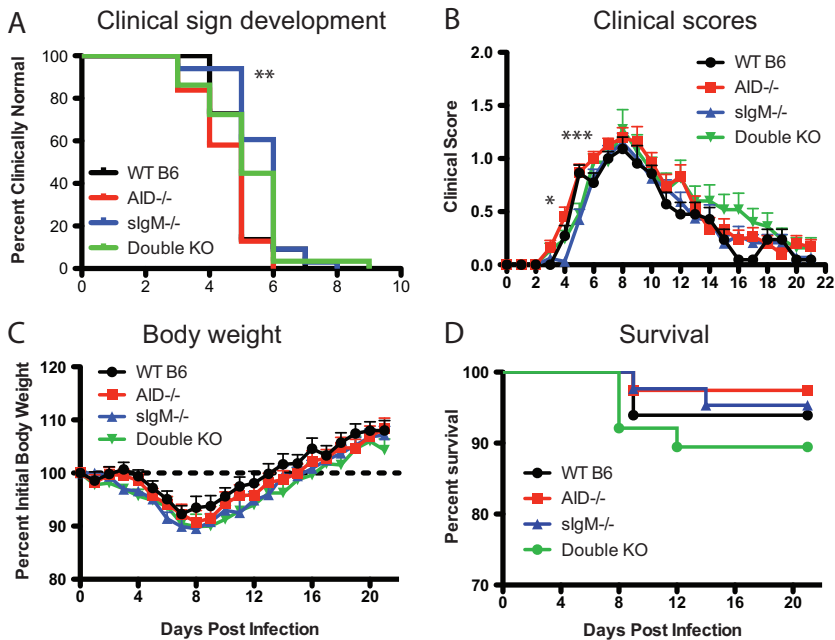 A Clinical sign development
Percent Clinically Normal
100
80
60
40
20
0
0 2 4 6 8 10
**
WT B6
AID-/-
sIgM-/-
Double KO
B Clinical scores
Clinical Score
2.0
1.5
1.0
0.5
0.0
0 2 4 6 8 10 12 14 16 18 20 22
*
***
WT B6
AID-/-
sIgM-/-
Double KO
C Body weight
Percent Initial Body Weight
120
110
100
90
80
0 4 8 12 16 20
Days Post Infection
WT B6
AID-/-
sIgM-/-
Double KO
D Survival
Percent survival
100
90
80
70
0 4 8 12 16 20
Days Post Infection
WT B6
AID-/-
sIgM-/-
Double KO